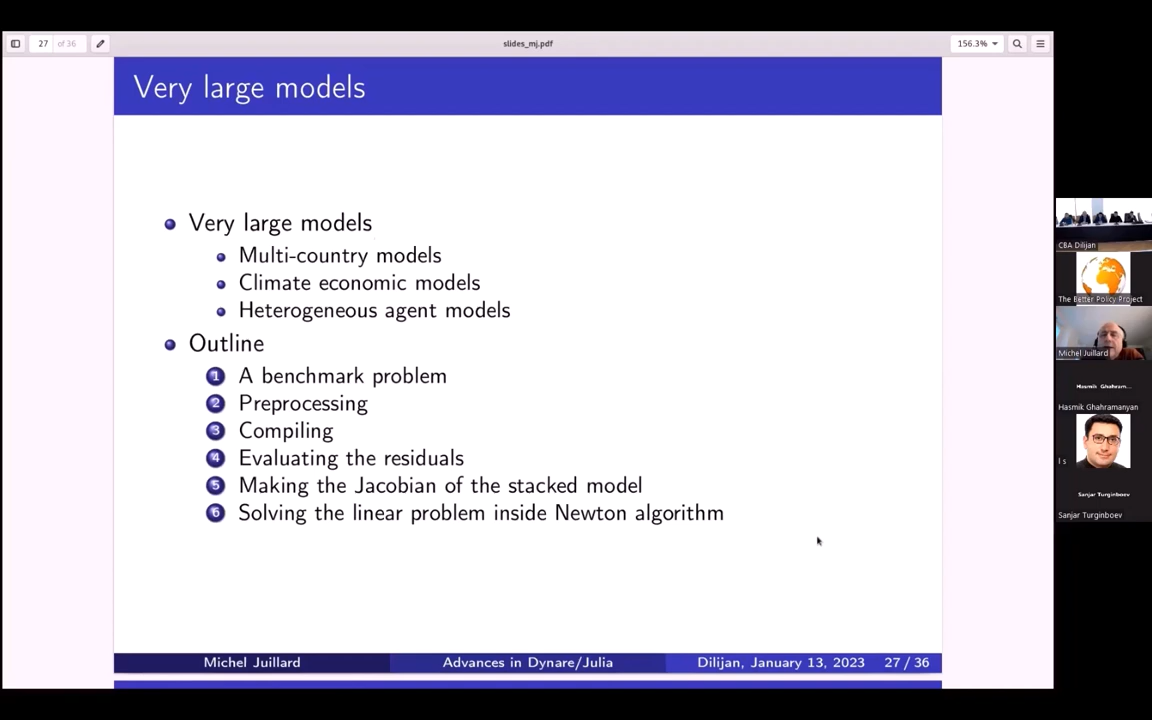 27 of 36
slides_mj.pdf
156.3%
Very large models
Very large models
Multi-country models
Climate economic models
Heterogeneous agent models
Outline
1 A benchmark problem
2 Preprocessing
3 Compiling
4 Evaluating the residuals
5 Making the Jacobian of the stacked model
6 Solving the linear problem inside Newton algorithm
Michel Juillard
Advances in Dynare/Julia
Dilijan, January 13, 2023
27 / 36
CBA Dilijan
The Better Policy Project
Michel Juillard
Hasmik Ghahram...
Hasmik Ghahramanyan
I s
Sanjar Turginboev
Sanjar Turginboev